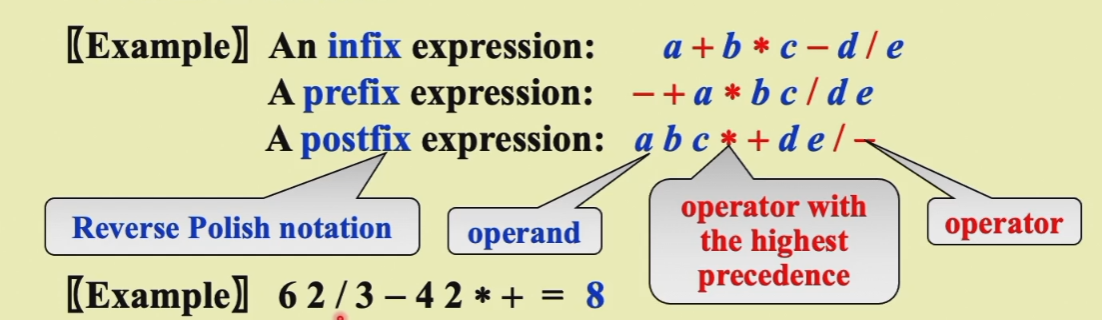 〖Example〗 An infix expression: a + b * c − d / e
A prefix expression: − + a * b c / d e
A postfix expression: a b c * + d e / −
Reverse Polish notation
operand
operator with
the highest
precedence
operator
〖Example〗 6 2 / 3 − 4 2 * + = 8